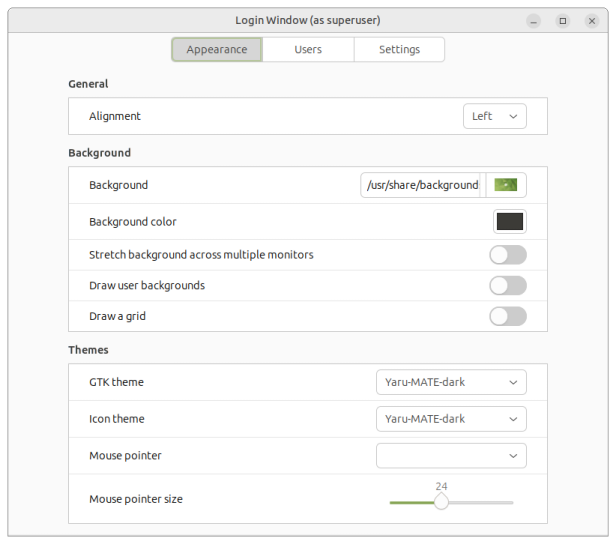 Login Window (as superuser)
Appearance Users Settings
General
Alignment Left
Background
Background /usr/share/background
Background color
Stretch background across multiple monitors
Draw user backgrounds
Draw a grid
Themes
GTK theme Yaru-MATE-dark
Icon theme Yaru-MATE-dark
Mouse pointer
24
Mouse pointer size